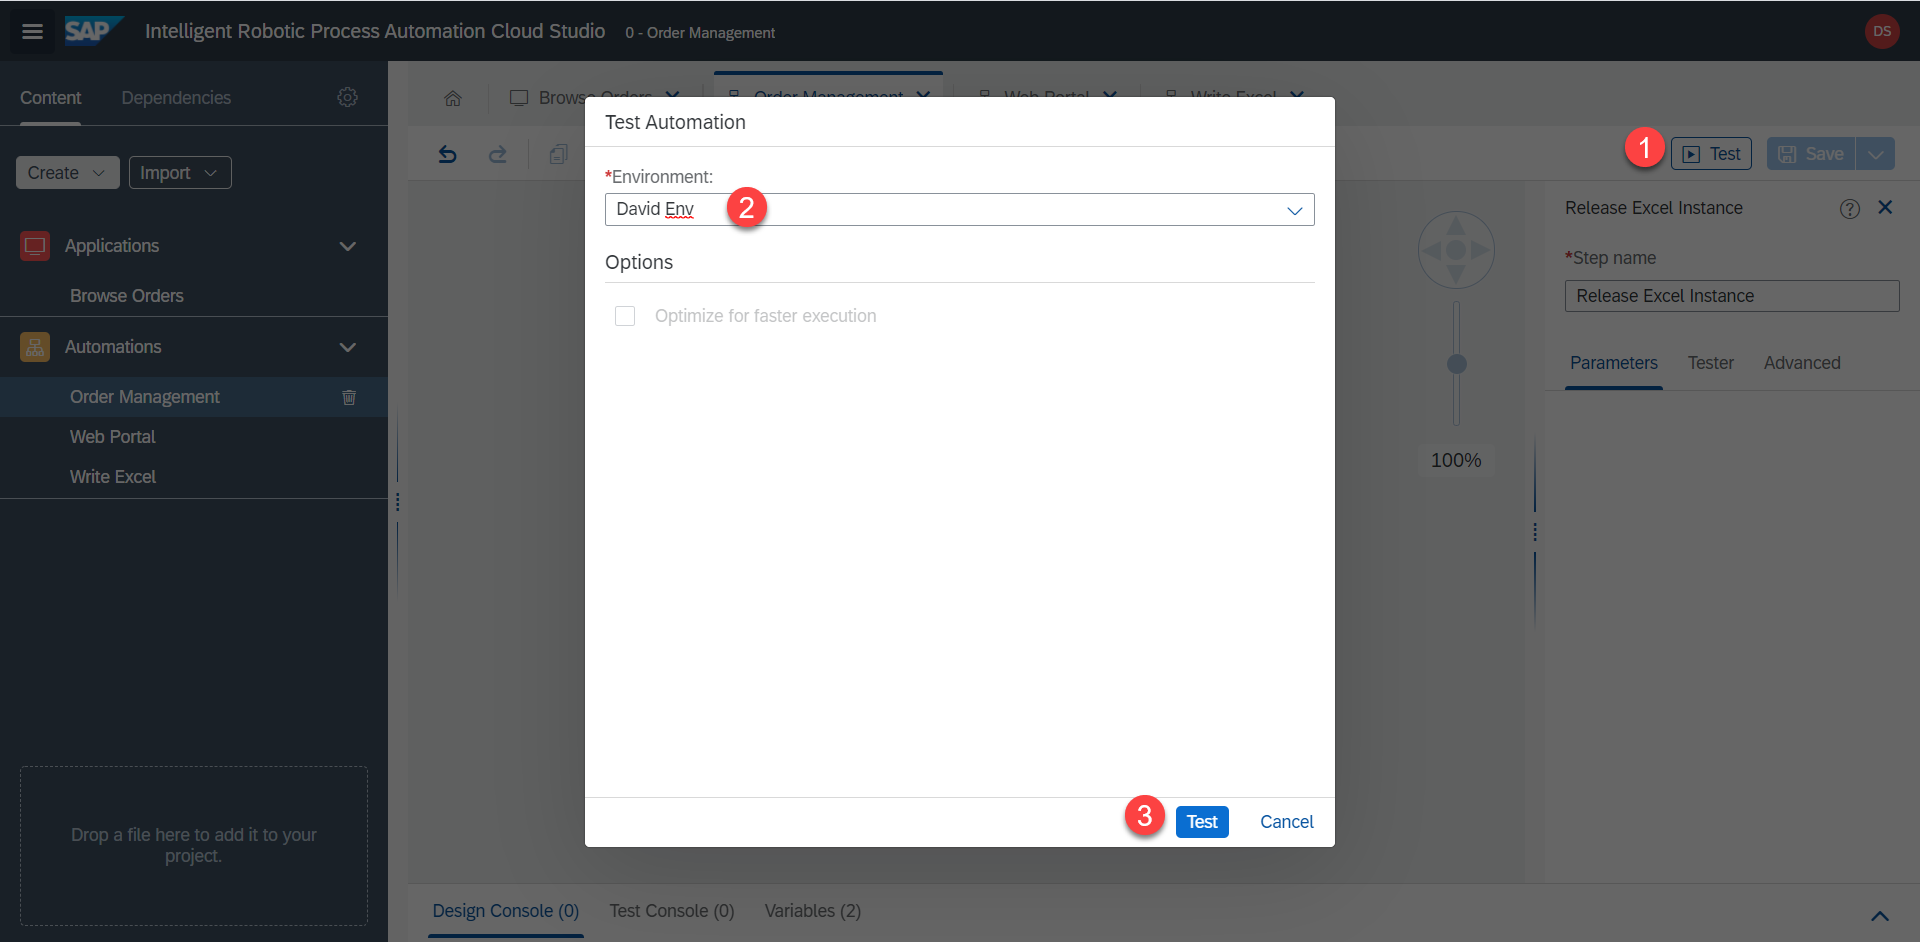 SAP
Intelligent Robotic Process Automation Cloud Studio
0 - Order Management
DS
Content
Dependencies
Browse Orders
Order Management
Web Portal
Write Excel
Create
Import
1
Test
Save
Test Automation
*Environment:
David Env
2
Options
Optimize for faster execution
3
Test
Cancel
Applications
Browse Orders
Automations
Order Management
Web Portal
Write Excel
Drop a file here to add it to your
project.
100%
Release Excel Instance
?
*Step name
Release Excel Instance
Parameters
Tester
Advanced
Design Console (0)
Test Console (0)
Variables (2)